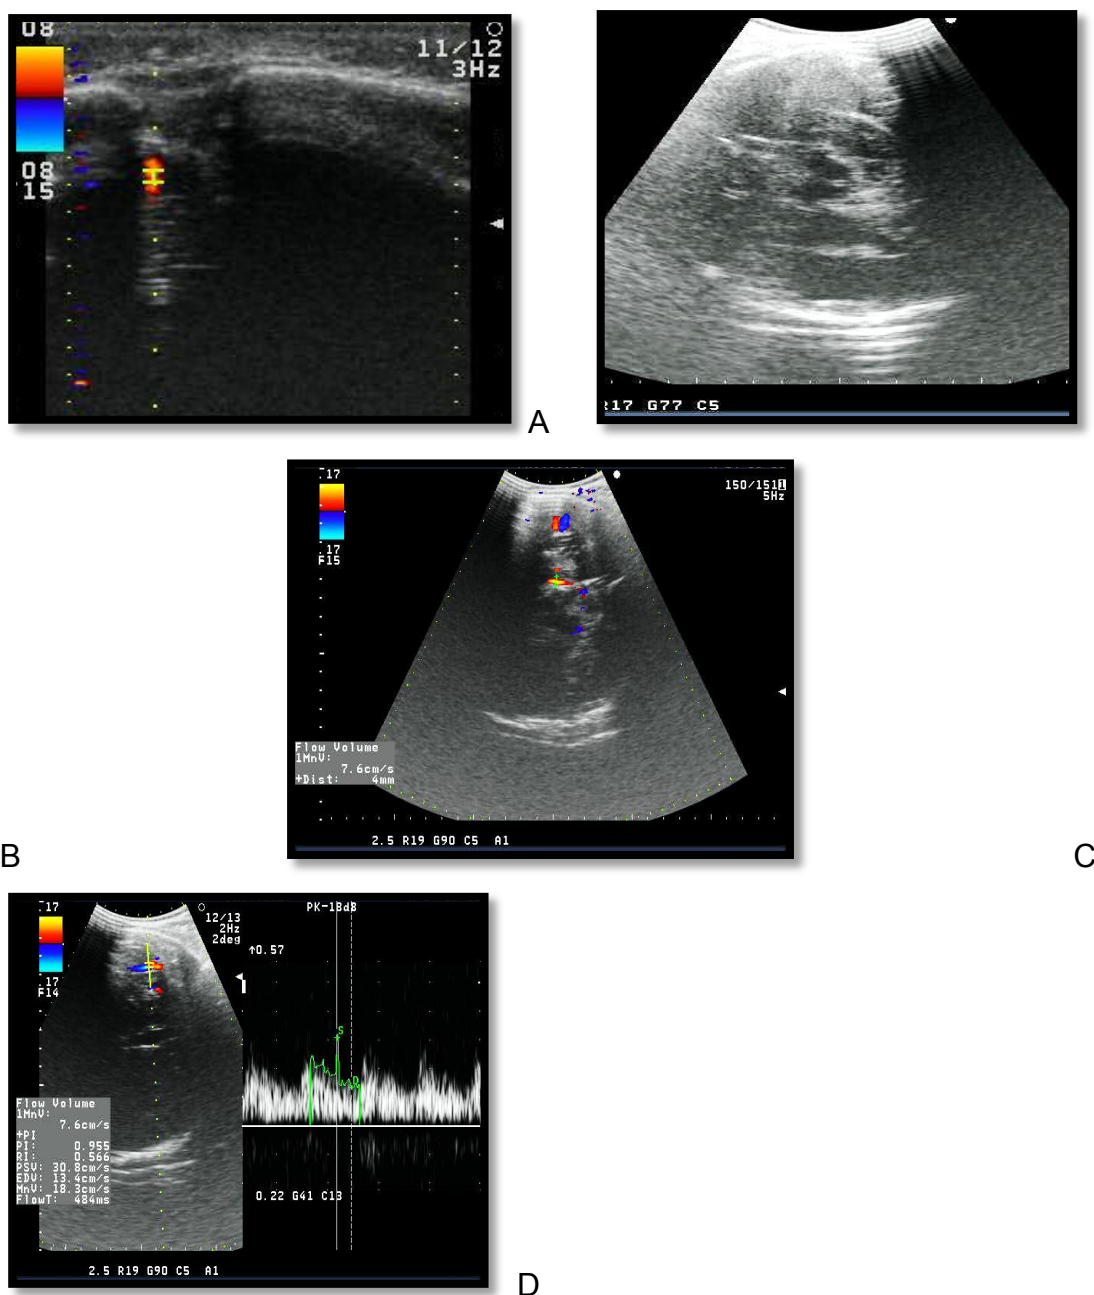 08
11/12
3Hz
08
15
A
R17 G77 C5
B
.17
150/151
5Hz
.17
F15
Flow Volume
1MnV:
7.6cm/s
+Dist: 4mm
2.5 R19 G90 C5 A1
C
.17
12/13
2Hz
2deg
PK-18dB
↑0.57
.17
F14
S
D
Flow Volume
1MnV:
7.6cm/s
+PI
PI: 0.955
RI: 0.566
PSV: 30.8cm/s
EDV: 13.4cm/s
MnV: 18.3cm/s
FlowT: 484ms
0.22 G41 C13
2.5 R19 G90 C5 A1
D